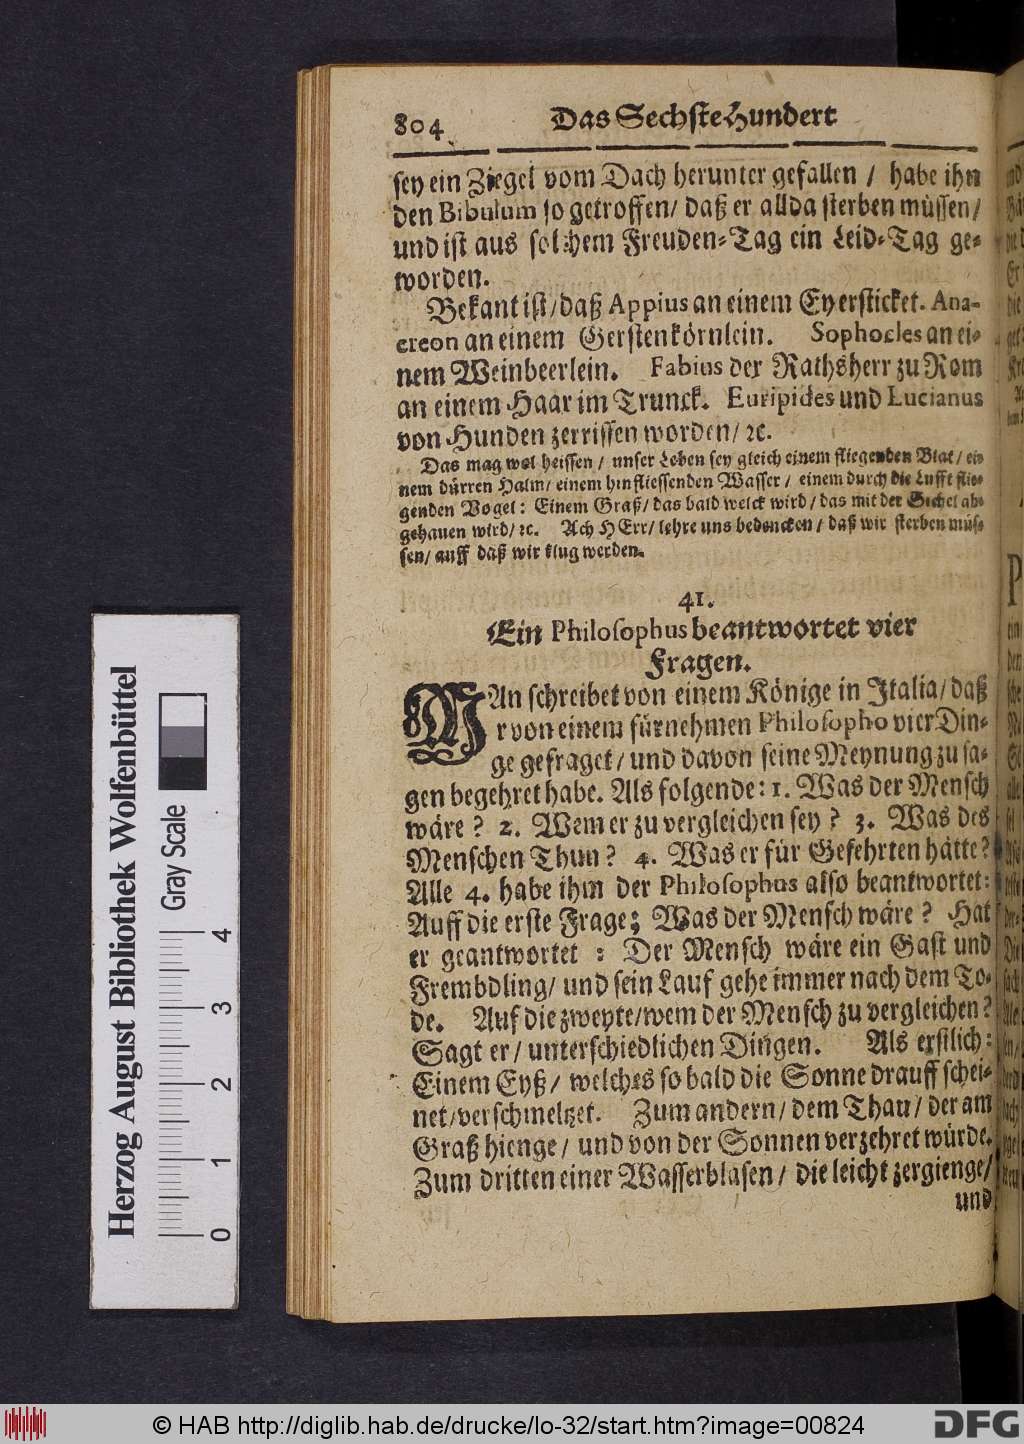 804 Das Sechste Hundert
sey ein Ziegel vom Dach herunter gefallen / habe ihn
den Bibulum so getroffen/ daß er allda sterben müssen/
und ist aus solchem Freuden-Tag ein Leid-Tag ge-
worden.
Bekant ist/ daß Appius an einem Ey ersticket. Ana-
creon an einem Gerstenkörnlein. Sophocles an ei-
nem Weinbeerlein. Fabius der Rathsherr zu Rom
an einem Haar im Trunck. Euripides und Lucianus
von Hunden zerrissen worden/ ꝛc.
Das mag wol heissen / unser Leben sey gleich einem fliegenden Blat / ei-
nem dürren Halm/ einem hinfliessenden Wasser / einem durch die Lufft flie-
genden Vogel: Einem Graß/ das bald welck wird/ das mit der Sichel ab-
gehauen wird/ ꝛc. Ach HErr/ lehre uns bedencken/ daß wir sterben müs-
sen/ auff daß wir klug werden.
41.
Ein Philosophus beantwortet vier
Fragen.
MAn schreibet von einem Könige in Italia/ daß
er von einem fürnehmen Philosopho vier Din-
ge gefraget/ und davon seine Meynung zu sa-
gen begehret habe. Als folgende: 1. Was der Mensch
wäre? 2. Wem er zu vergleichen sey? 3. Was des
Menschen Thun? 4. Was er für Gefehrten hätte?
Alle 4. habe ihm der Philosophus also beantwortet:
Auff die erste Frage; Was der Mensch wäre? Hat
er geantwortet : Der Mensch wäre ein Gast und
Frembdling/ und sein Lauf gehe immer nach dem To-
de. Auf die zweyte/ wem der Mensch zu vergleichen?
Sagt er/ unterschiedlichen Dingen. Als erstlich:
Einem Eyß/ welches so bald die Sonne drauff schei-
net/ verschmeltzet. Zum andern/ dem Thau/ der am
Graß hienge/ und von der Sonnen verzehret würde.
Zum dritten einer Wasserblasen/ die leicht zergienge/
und
Herzog August Bibliothek Wolfenbüttel
Gray Scale
0 1 2 3 4
© HAB http://diglib.hab.de/drucke/lo-32/start.htm?image=00824
DFG